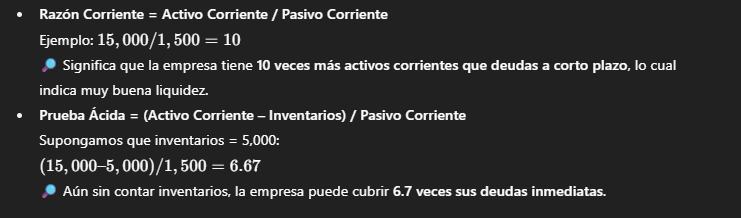 • Razón Corriente = Activo Corriente / Pasivo Corriente
Ejemplo: 15,000/1,500 = 10
🔎 Significa que la empresa tiene 10 veces más activos corrientes que deudas a corto plazo, lo cual
indica muy buena liquidez.
• Prueba Ácida = (Activo Corriente – Inventarios) / Pasivo Corriente
Supongamos que inventarios = 5,000:
(15,000–5,000)/1,500 = 6.67
🔎 Aún sin contar inventarios, la empresa puede cubrir 6.7 veces sus deudas inmediatas.